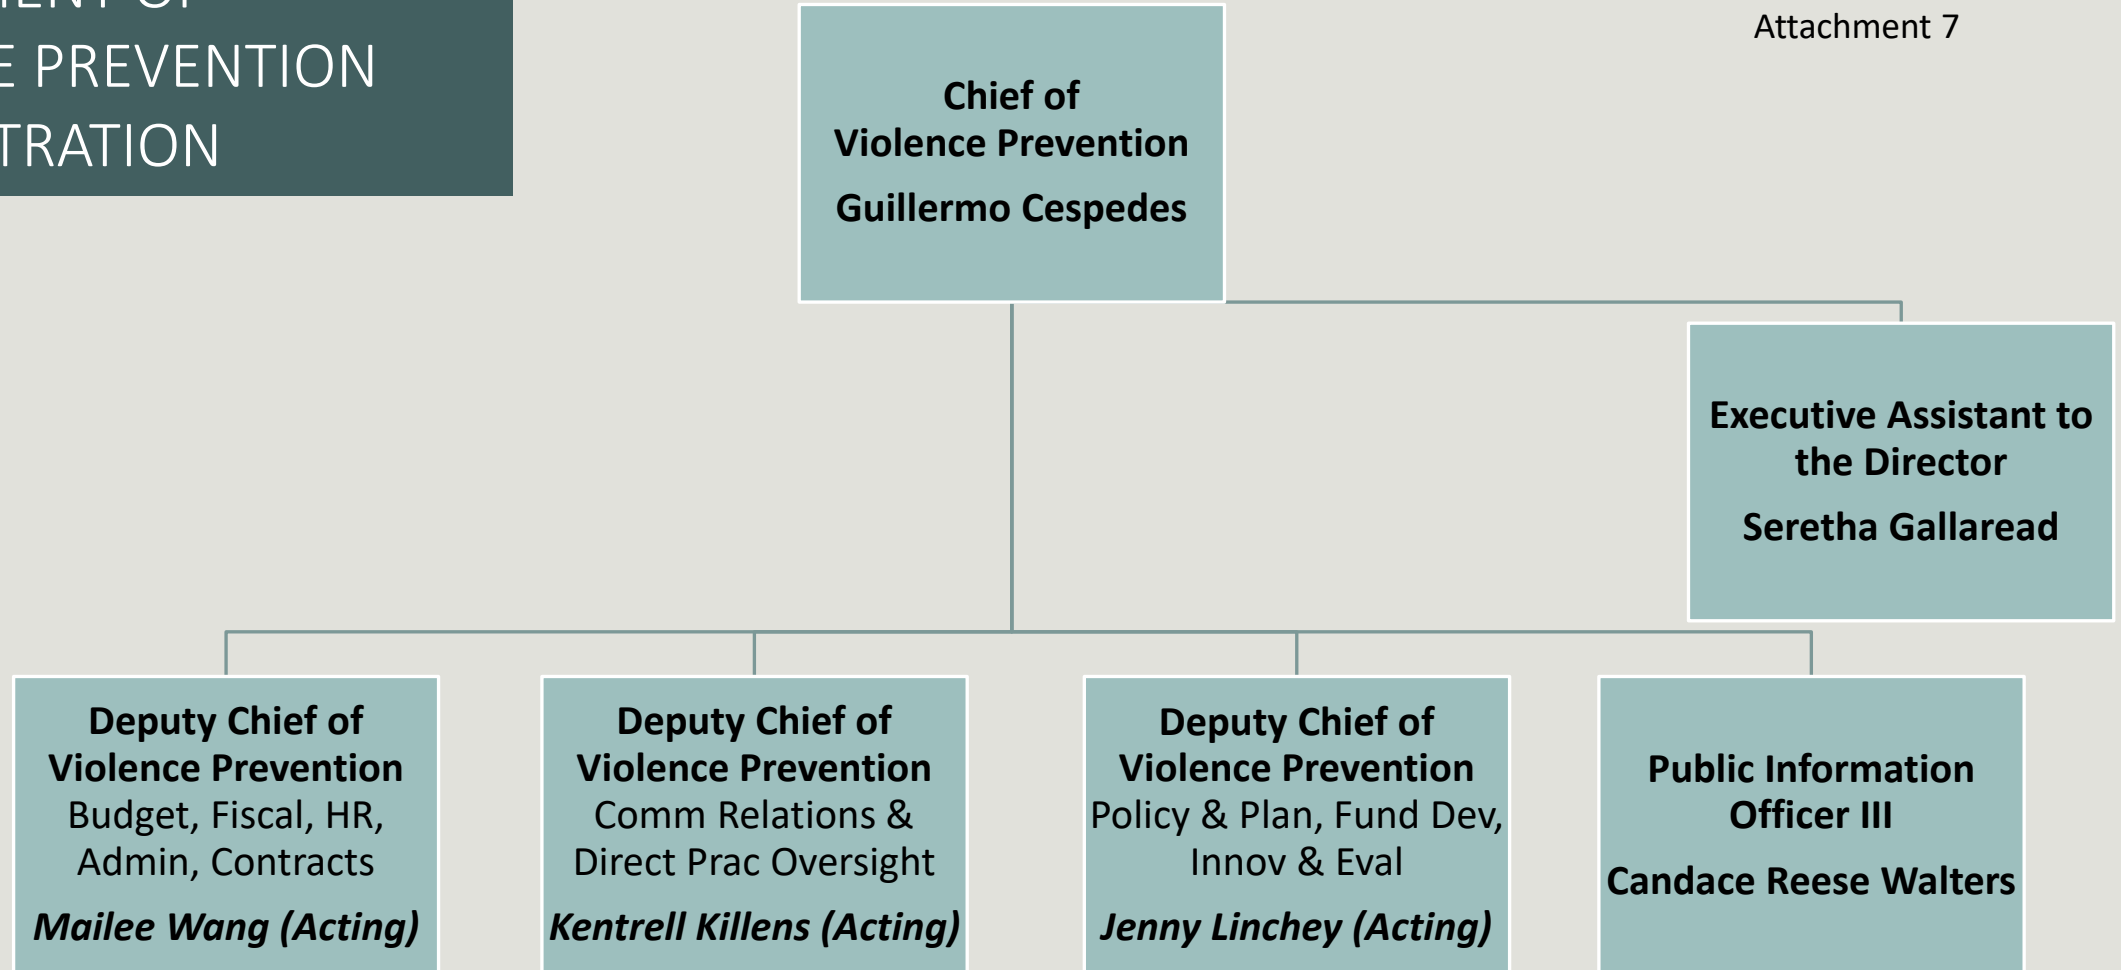 MENT OF
E PREVENTION
TRATION
Attachment 7
Chief of
Violence Prevention
Guillermo Cespedes
Executive Assistant to
the Director
Seretha Gallaread
Deputy Chief of
Violence Prevention
Budget, Fiscal, HR,
Admin, Contracts
Mailee Wang (Acting)
Deputy Chief of
Violence Prevention
Comm Relations &
Direct Prac Oversight
Kentrell Killens (Acting)
Deputy Chief of
Violence Prevention
Policy & Plan, Fund Dev,
Innov & Eval
Jenny Linchey (Acting)
Public Information
Officer III
Candace Reese Walters